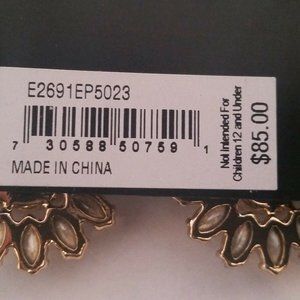 E2691EP5023
7 30588 50759 1
MADE IN CHINA
Not Intended For
Children 12 and Under
$85.00